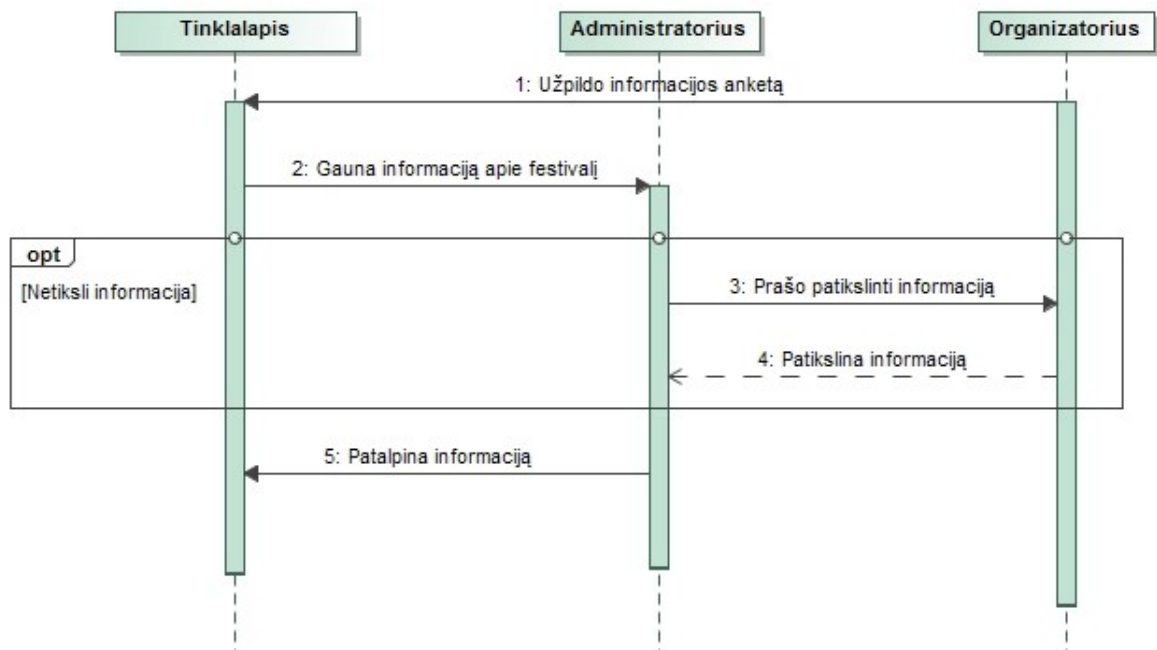 Tinklalapis
Administratorius
Organizatorius
1: Užpildo informacijos anketą
2: Gauna informaciją apie festivalį
opt
[Netiksli informacija]
3: Prašo patikslinti informaciją
4: Patikslina informaciją
5: Patalpina informaciją